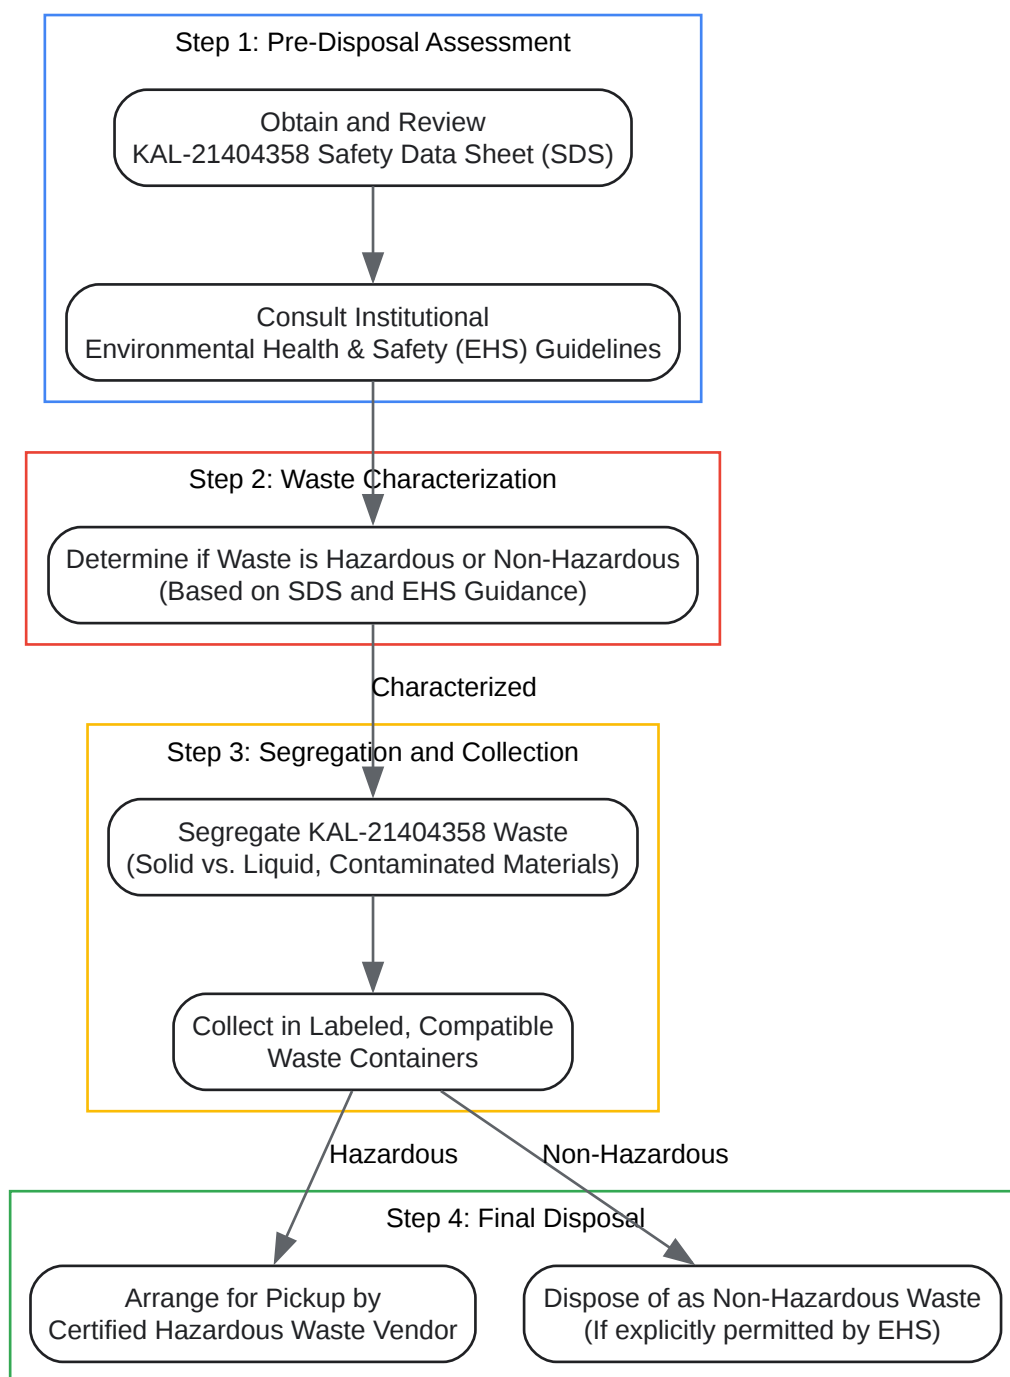 Step 1: Pre-Disposal Assessment
Obtain and Review
KAL-21404358 Safety Data Sheet (SDS)
Consult Institutional
Environmental Health & Safety (EHS) Guidelines
Step 2: Waste Characterization
Determine if Waste is Hazardous or Non-Hazardous
(Based on SDS and EHS Guidance)
Characterized
Step 3: Segregation and Collection
Segregate KAL-21404358 Waste
(Solid vs. Liquid, Contaminated Materials)
Collect in Labeled, Compatible
Waste Containers
Hazardous
Non-Hazardous
Step 4: Final Disposal
Arrange for Pickup by
Certified Hazardous Waste Vendor
Dispose of as Non-Hazardous Waste
(If explicitly permitted by EHS)